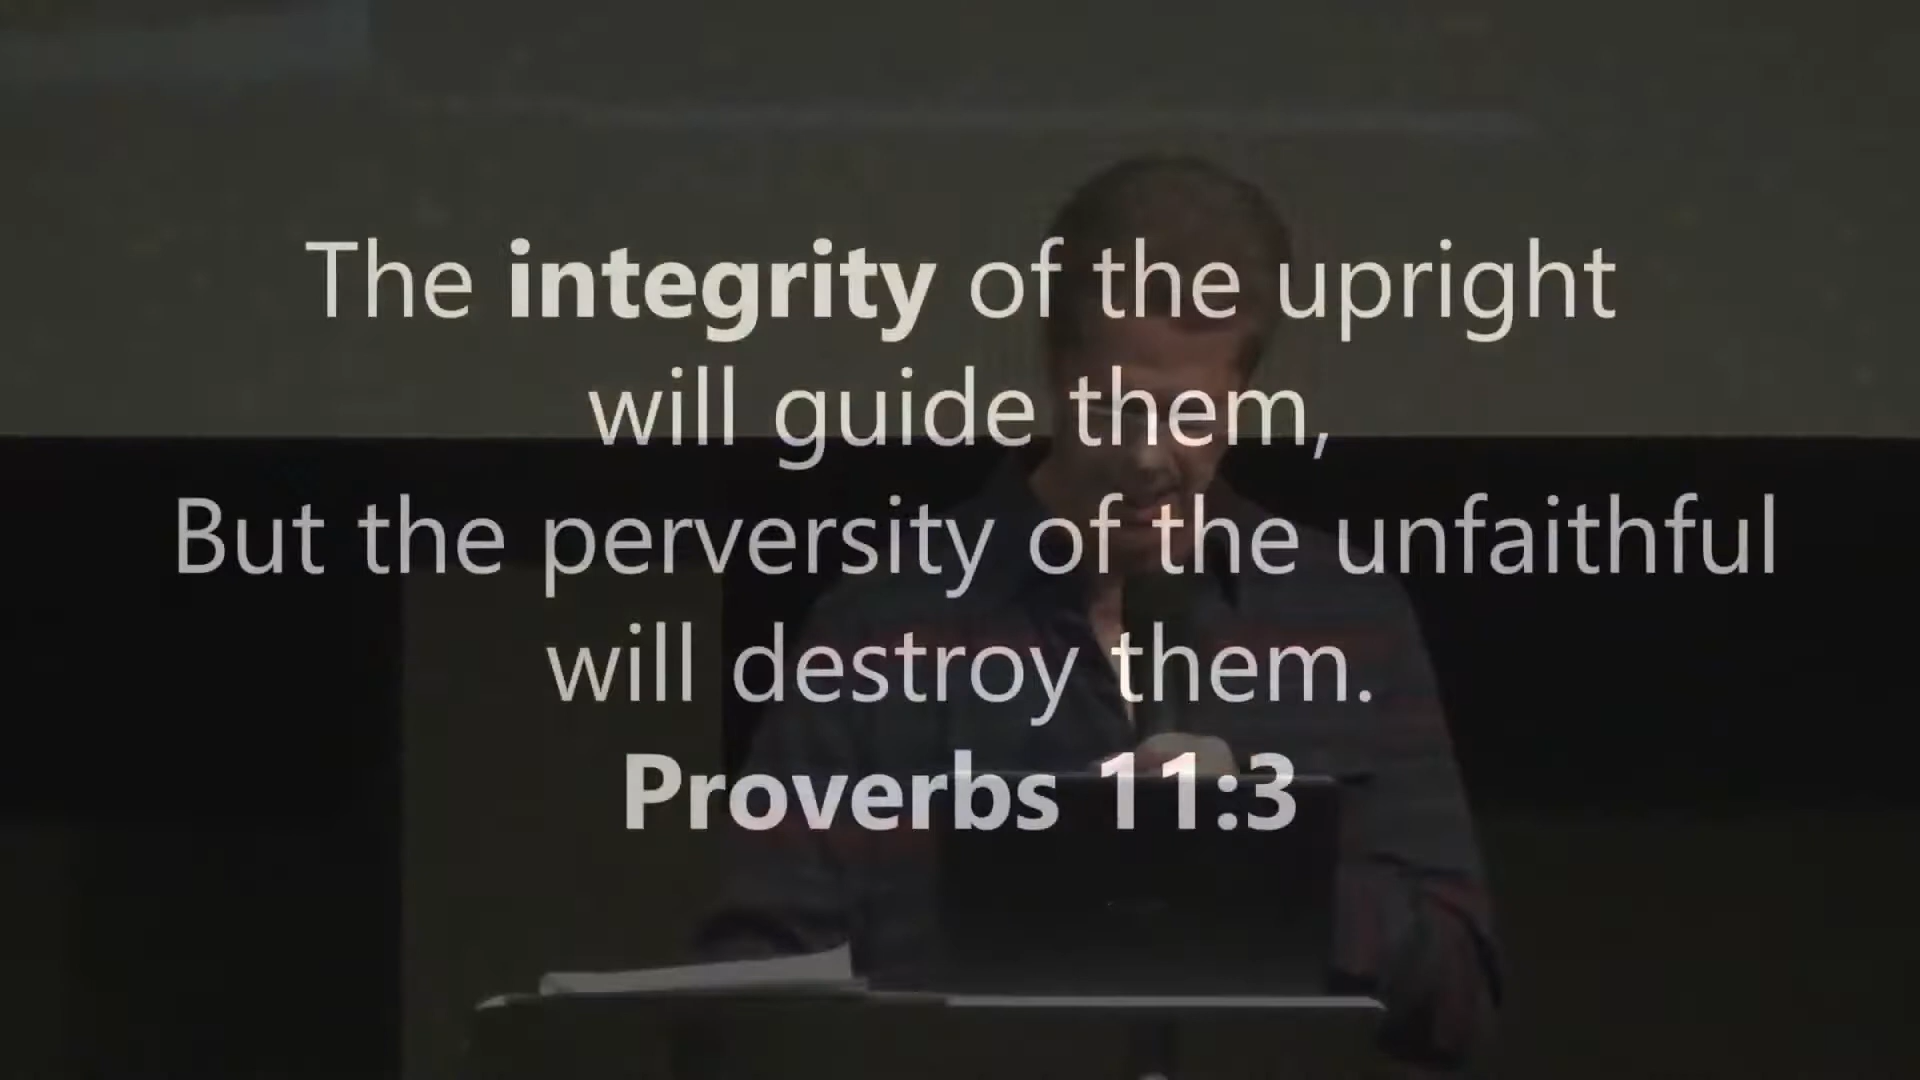 The integrity of the upright
will guide them,
But the perversity of the unfaithful
will destroy them.
Proverbs 11:3